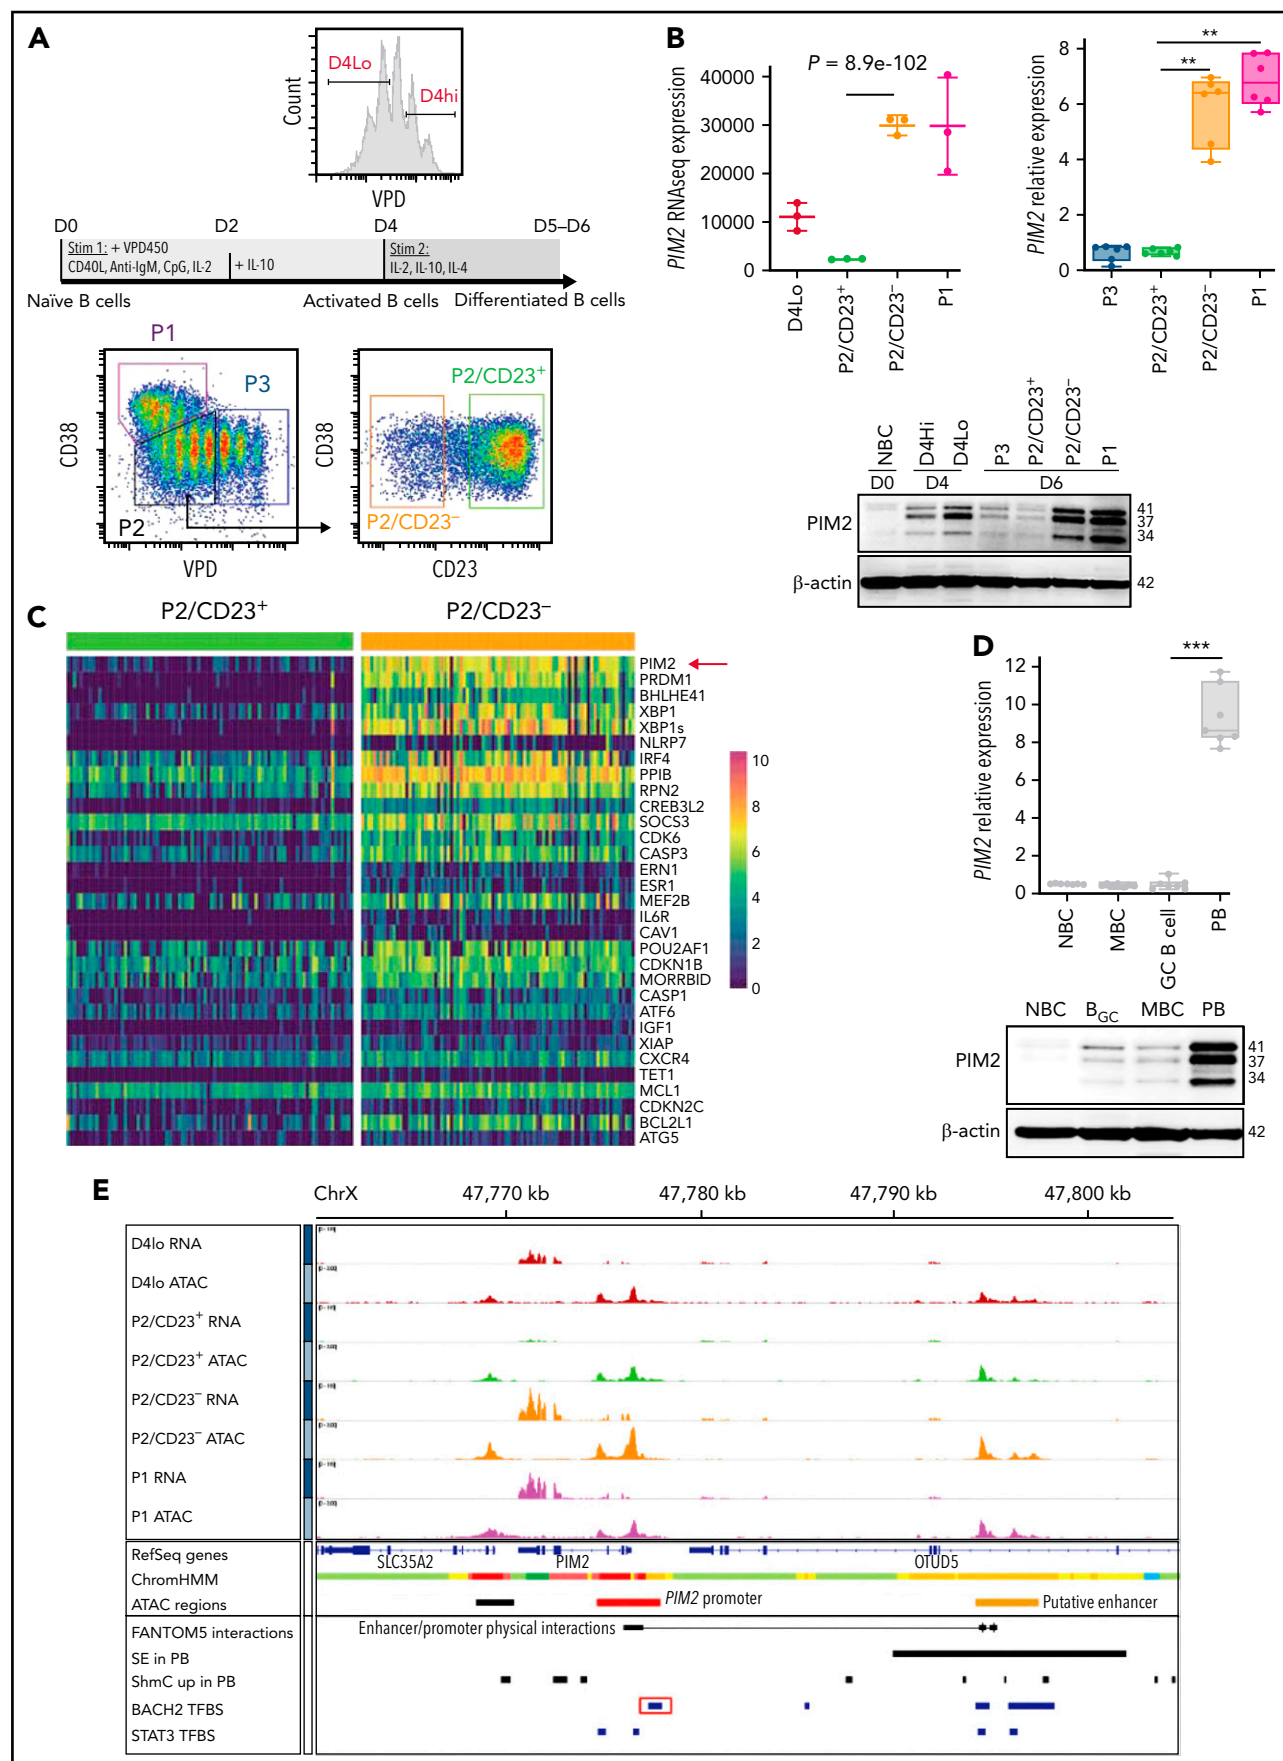 A
D4Lo
D4hi
Count
VPD
D0 D2 D4 D5–D6
Stim 1: + VPD450
CD40L, Anti-IgM, CpG, IL-2
+ IL-10
Stim 2:
IL-2, IL-10, IL-4
Naïve B cells Activated B cells Differentiated B cells
P1
P3
P2
CD38
VPD
P2/CD23+
P2/CD23–
CD38
CD23
B
P = 8.9e-102
PIM2 RNAseq expression
40000
30000
20000
10000
0
D4Lo
P2/CD23+
P2/CD23–
P1
**
**
PIM2 relative expression
8
6
4
2
0
P3
P2/CD23+
P2/CD23–
P1
NBC D4Hi D4Lo P3 P2/CD23+ P2/CD23– P1
D0 D4 D6
PIM2
41
37
34
β-actin 42
C
P2/CD23+ P2/CD23–
PIM2
PRDM1
BHLHE41
XBP1
XBP1s
NLRP7
IRF4
PPIB
RPN2
CREB3L2
SOCS3
CDK6
CASP3
ERN1
ESR1
MEF2B
IL6R
CAV1
POU2AF1
CDKN1B
MORRBID
CASP1
ATF6
IGF1
XIAP
CXCR4
TET1
MCL1
CDKN2C
BCL2L1
ATG5
10
8
6
4
2
0
D
***
PIM2 relative expression
12
10
8
6
4
2
0
NBC
MBC
GC B cell
PB
NBC BGC MBC PB
PIM2
41
37
34
β-actin 42
E
ChrX 47,770 kb 47,780 kb 47,790 kb 47,800 kb
D4lo RNA
D4lo ATAC
P2/CD23+ RNA
P2/CD23+ ATAC
P2/CD23– RNA
P2/CD23– ATAC
P1 RNA
P1 ATAC
RefSeq genes
SLC35A2 PIM2 OTUD5
ChromHMM
ATAC regions PIM2 promoter Putative enhancer
FANTOM5 interactions Enhancer/promoter physical interactions
SE in PB
ShmC up in PB
BACH2 TFBS
STAT3 TFBS